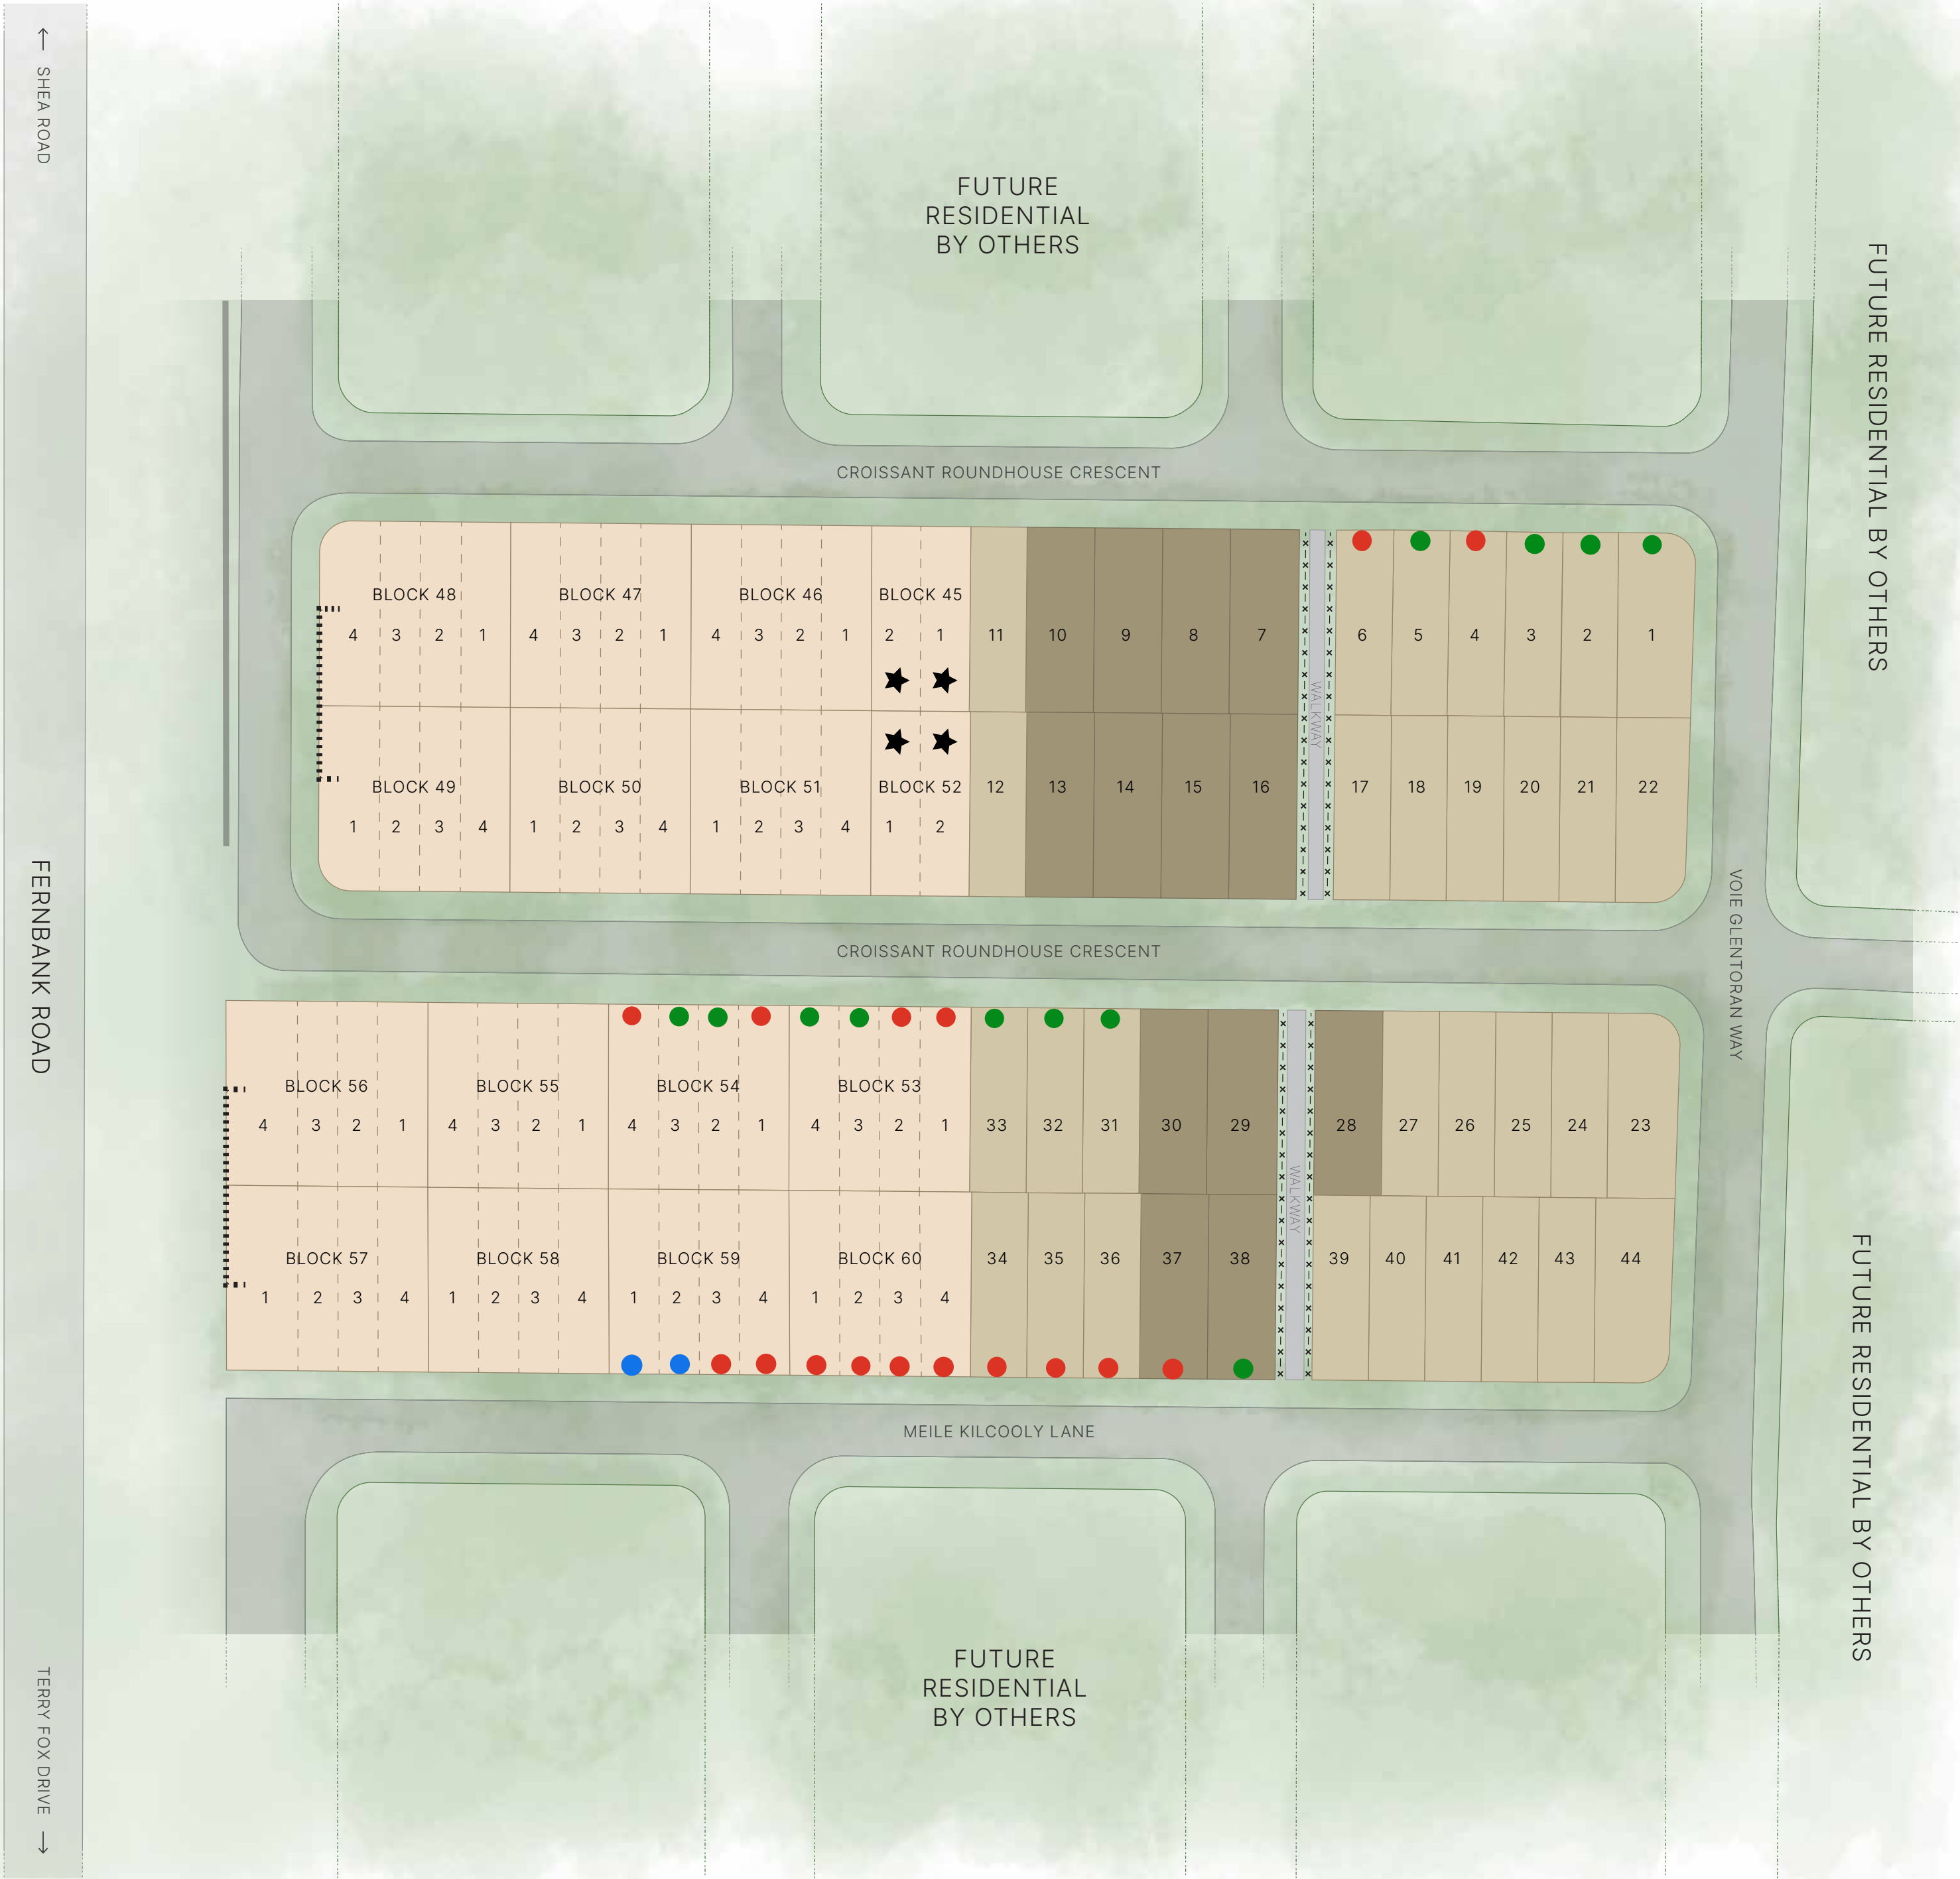 ← SHEA ROAD
FERNBANK ROAD
TERRY FOX DRIVE →
FUTURE
RESIDENTIAL
BY OTHERS
FUTURE RESIDENTIAL BY OTHERS
CROISSANT ROUNDHOUSE CRESCENT
BLOCK 48 BLOCK 47 BLOCK 46 BLOCK 45
4 3 2 1 4 3 2 1 4 3 2 1 2 1 11 10 9 8 7 6 5 4 3 2 1
WALKWAY
BLOCK 49 BLOCK 50 BLOCK 51 BLOCK 52 12 13 14 15 16 17 18 19 20 21 22
1 2 3 4 1 2 3 4 1 2 3 4 1 2
CROISSANT ROUNDHOUSE CRESCENT
VOIE GLENTORAN WAY
BLOCK 56 BLOCK 55 BLOCK 54 BLOCK 53
4 3 2 1 4 3 2 1 4 3 2 1 4 3 2 1 33 32 31 30 29 28 27 26 25 24 23
WALKWAY
BLOCK 57 BLOCK 58 BLOCK 59 BLOCK 60 34 35 36 37 38 39 40 41 42 43 44
1 2 3 4 1 2 3 4 1 2 3 4 1 2 3 4
MEILE KILCOOLY LANE
FUTURE RESIDENTIAL BY OTHERS
FUTURE
RESIDENTIAL
BY OTHERS